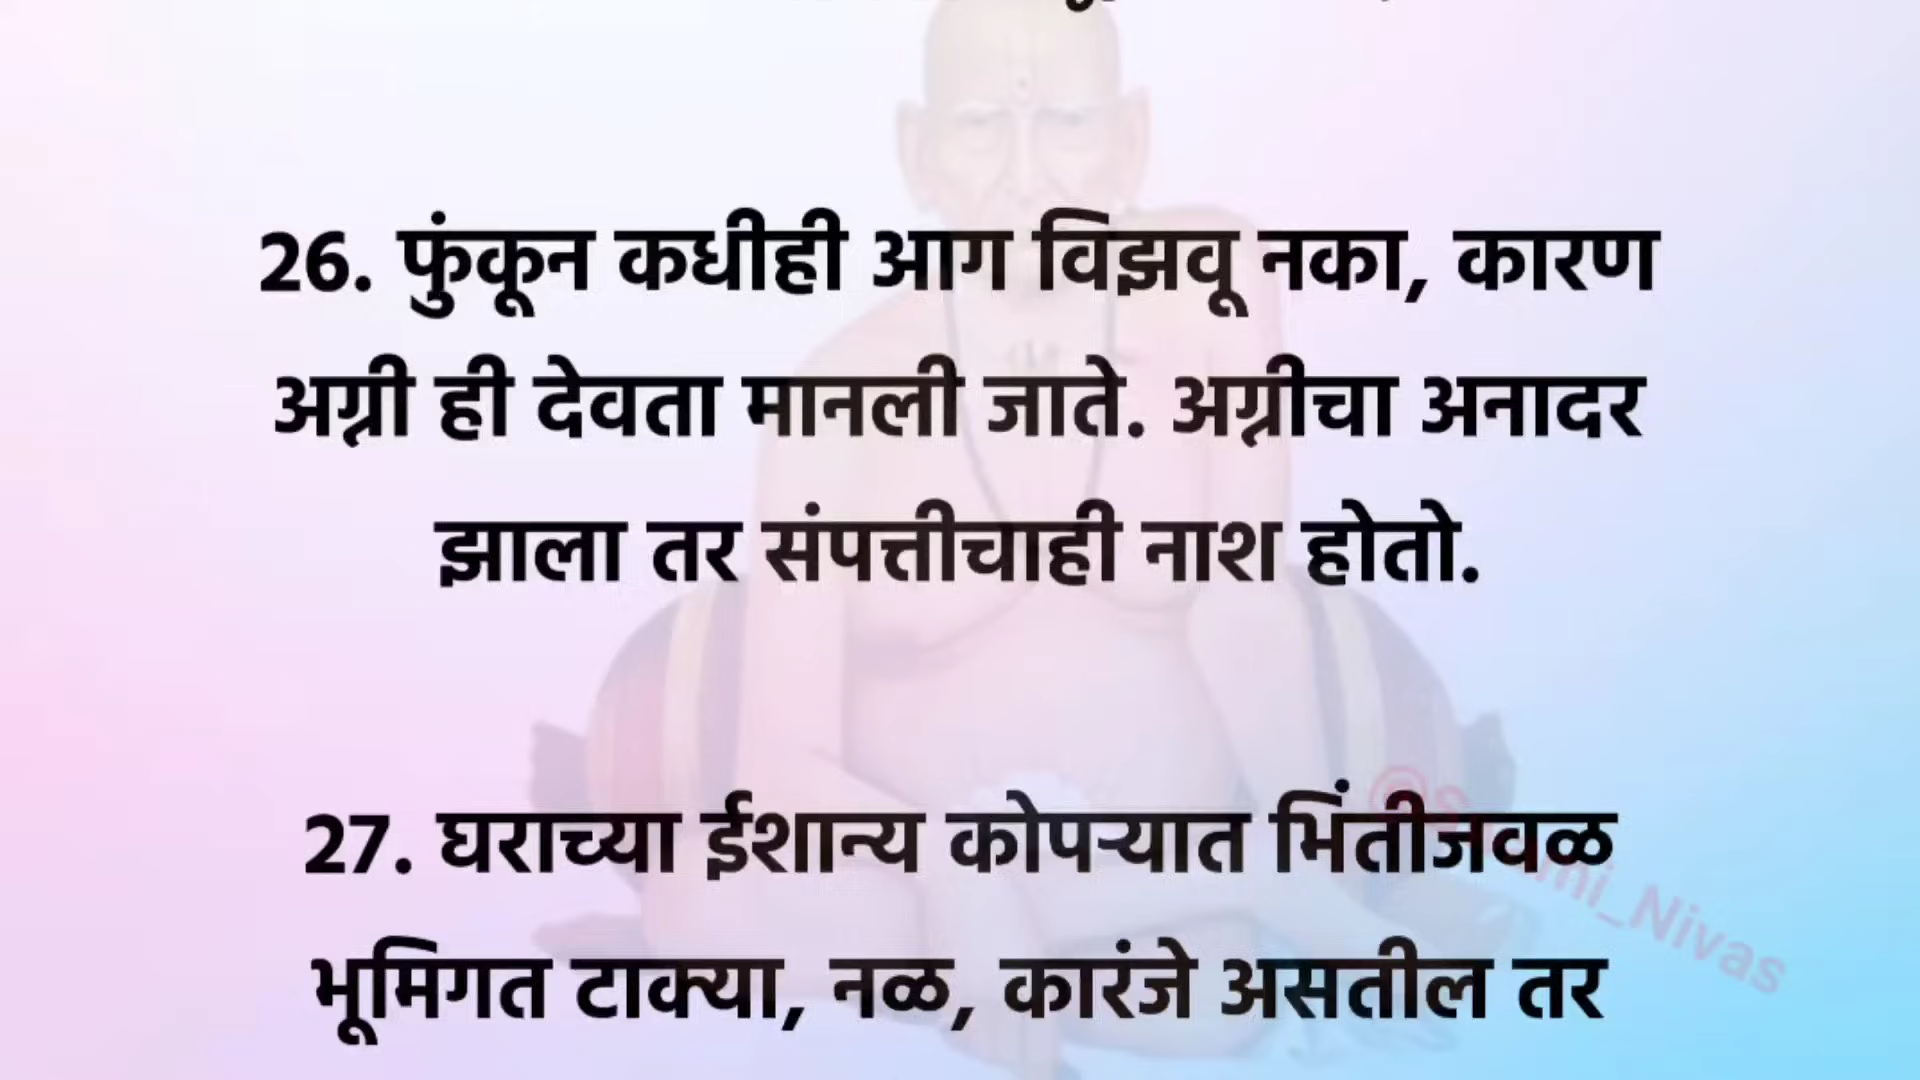 26. फुंकून कधीही आग विझवू नका, कारण
अग्नी ही देवता मानली जाते. अग्नीचा अनादर
झाला तर संपत्तीचाही नाश होतो.
27. घराच्या ईशान्य कोपऱ्यात भिंतीजवळ
भूमिगत टाक्या, नळ, कारंजे असतील तर
@Swami_Nivas